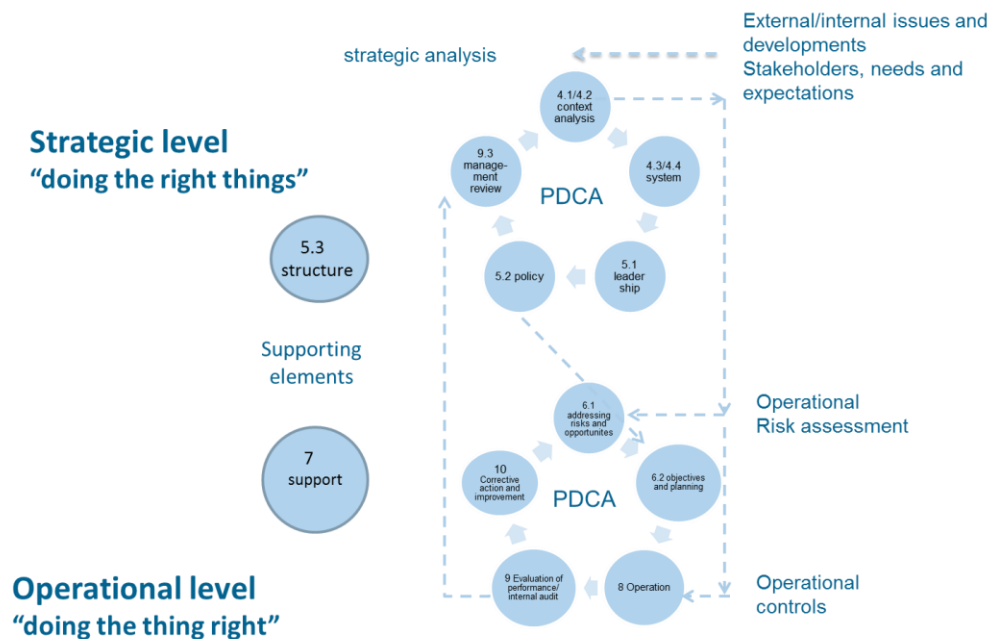 External/internal issues and
developments
Stakeholders, needs and
expectations
strategic analysis
4.1/4.2
context
analysis
Strategic level
“doing the right things”
9.3
manage-
ment
review
PDCA
4.3/4.4
system
5.3
structure
5.2 policy
5.1
leader
ship
Supporting
elements
6.1
addressing
risks and
opportunites
Operational
Risk assessment
7
support
10
Corrective
action and
improvement
PDCA
6.2 objectives
and planning
Operational level
“doing the thing right”
9 Evaluation of
performance/
internal audit
8 Operation
Operational
controls